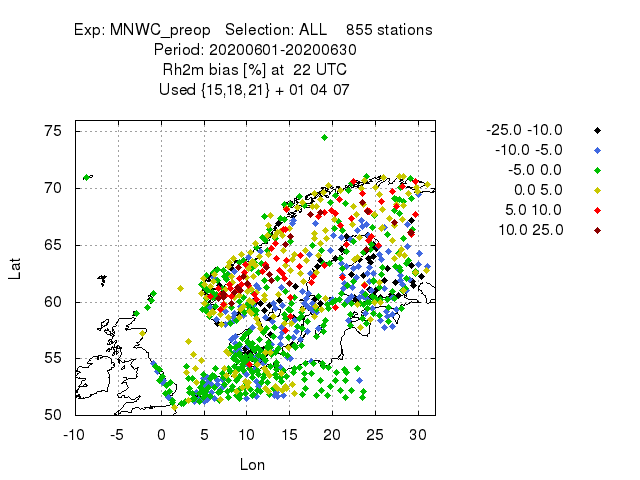 Exp: MNWC_preop   Selection: ALL    855 stations
Period: 20200601-20200630
Rh2m bias [%] at  22 UTC
Used {15,18,21} + 01 04 07
-25.0 -10.0
-10.0 -5.0
-5.0 0.0
0.0 5.0
5.0 10.0
10.0 25.0
75
70
65
60
55
50
Lat
-10 -5 0 5 10 15 20 25 30
Lon